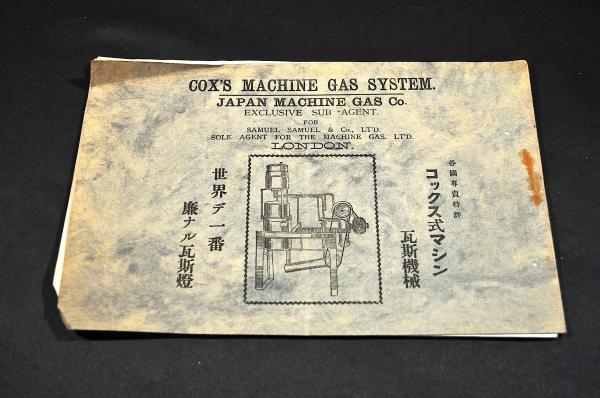 COX'S MACHINE GAS SYSTEM.
JAPAN MACHINE GAS Co.
EXCLUSIVE SUB-AGENT.
FOR
SAMUEL SAMUEL & Co., LT'D.
SOLE AGENT FOR THE MACHINE GAS. LT'D.
LONDON.
各國專賣特許
コックス式マシン
瓦斯機械
世界デ一番
廉ナル瓦斯燈